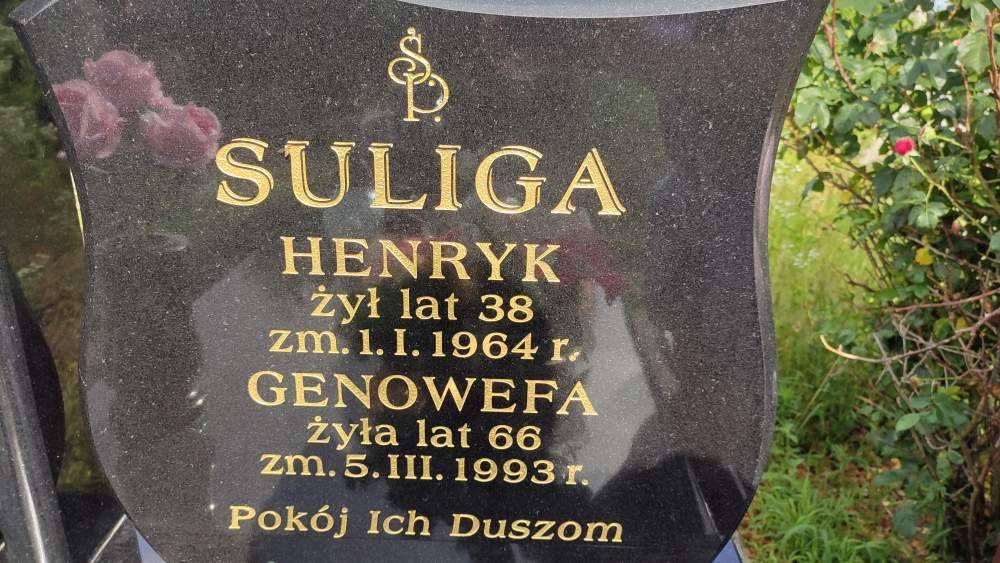 ŚP.
SULIGA
HENRYK
żył lat 38
zm. 1. I. 1964 r.
GENOWEFA
żyła lat 66
zm. 5. III. 1993 r.
Pokój Ich Duszom